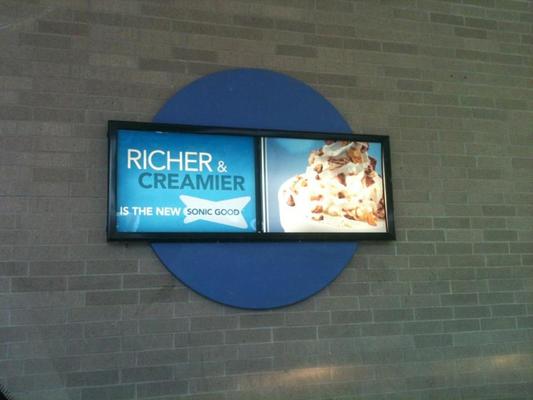 RICHER &
CREAMIER
IS THE NEW SONIC GOOD